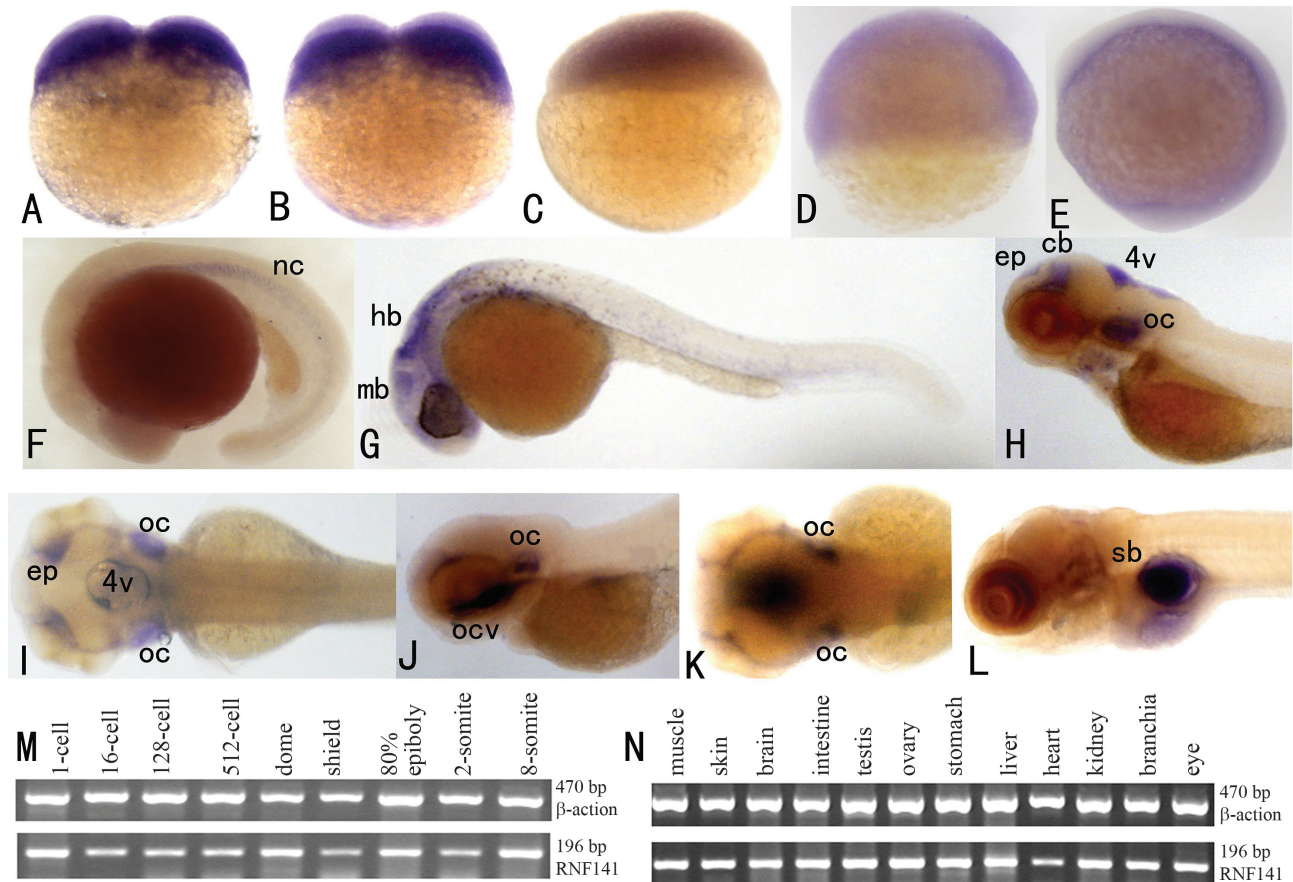 A
B
C
D
E
nc
F
hb
mb
G
ep
cb
4v
oc
H
oc
ep
4v
oc
I
oc
ocv
J
oc
oc
K
sb
L
M
1-cell
16-cell
128-cell
512-cell
dome
shield
80%
epiboly
2-somite
8-somite
470 bp
β-action
196 bp
RNF141
N
muscle
skin
brain
intestine
testis
ovary
stomach
liver
heart
kidney
branchia
eye
470 bp
β-action
196 bp
RNF141